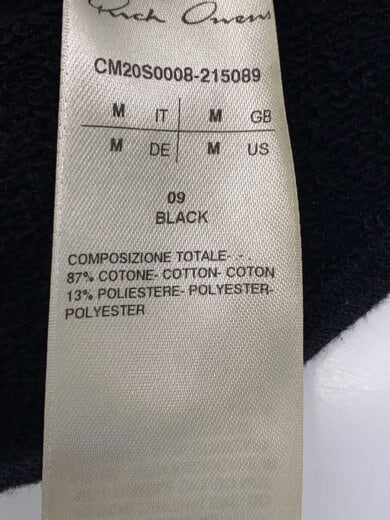 Rick Owens
CM20S0008-215089
M IT M GB
M DE M US
09
BLACK
COMPOSIZIONE TOTALE- .- .
87% COTONE- COTTON- COTON
13% POLIESTERE- POLYESTER-
POLYESTER